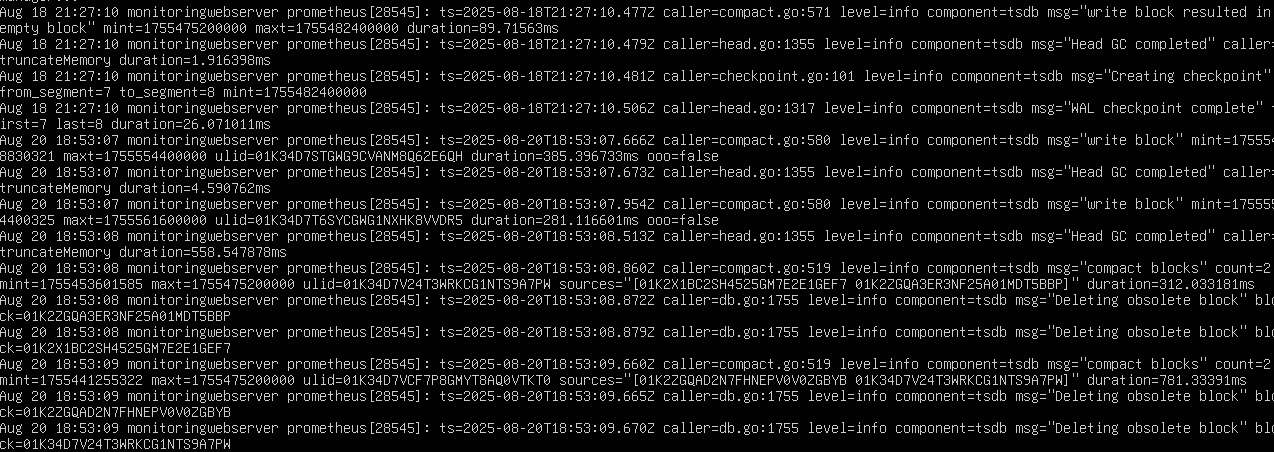 Aug 18 21:27:10 monitoringwebserver prometheus[28545]: ts=2025-08-18T21:27:10.477Z caller=compact.go:571 level=info component=tsdb msg="write block resulted in
empty block" mint=1755475200000 maxt=1755482400000 duration=89.71563ms
Aug 18 21:27:10 monitoringwebserver prometheus[28545]: ts=2025-08-18T21:27:10.479Z caller=head.go:1355 level=info component=tsdb msg="Head GC completed" caller=
truncateMemory duration=1.916398ms
Aug 18 21:27:10 monitoringwebserver prometheus[28545]: ts=2025-08-18T21:27:10.481Z caller=checkpoint.go:101 level=info component=tsdb msg="Creating checkpoint"
from_segment=7 to_segment=8 mint=1755482400000
Aug 18 21:27:10 monitoringwebserver prometheus[28545]: ts=2025-08-18T21:27:10.506Z caller=head.go:1317 level=info component=tsdb msg="WAL checkpoint complete"
irst=7 last=8 duration=26.071011ms
Aug 20 18:53:07 monitoringwebserver prometheus[28545]: ts=2025-08-20T18:53:07.666Z caller=compact.go:580 level=info component=tsdb msg="write block" mint=175554
8830321 maxt=1755554400000 ulid=01K34D7STGWG9CVANM8Q62E6QH duration=385.396733ms ooo=false
Aug 20 18:53:07 monitoringwebserver prometheus[28545]: ts=2025-08-20T18:53:07.673Z caller=head.go:1355 level=info component=tsdb msg="Head GC completed" caller=
truncateMemory duration=4.590762ms
Aug 20 18:53:07 monitoringwebserver prometheus[28545]: ts=2025-08-20T18:53:07.954Z caller=compact.go:580 level=info component=tsdb msg="write block" mint=175555
4400325 maxt=1755561600000 ulid=01K34D7T6SYCGWG1NXHK8VVDR5 duration=281.116601ms ooo=false
Aug 20 18:53:08 monitoringwebserver prometheus[28545]: ts=2025-08-20T18:53:08.513Z caller=head.go:1355 level=info component=tsdb msg="Head GC completed" caller=
truncateMemory duration=558.547878ms
Aug 20 18:53:08 monitoringwebserver prometheus[28545]: ts=2025-08-20T18:53:08.860Z caller=compact.go:519 level=info component=tsdb msg="compact blocks" count=2
mint=1755453601585 maxt=1755475200000 ulid=01K34D7V24T3WRKCG1NTS9A7PW sources="[01K2X1BC2SH4525GM7E2E1GEF7 01K2ZGQA3ER3NF25A01MDT5BBP]" duration=312.033181ms
Aug 20 18:53:08 monitoringwebserver prometheus[28545]: ts=2025-08-20T18:53:08.872Z caller=db.go:1755 level=info component=tsdb msg="Deleting obsolete block" blo
ck=01K2ZGQA3ER3NF25A01MDT5BBP
Aug 20 18:53:08 monitoringwebserver prometheus[28545]: ts=2025-08-20T18:53:08.879Z caller=db.go:1755 level=info component=tsdb msg="Deleting obsolete block" blo
ck=01K2X1BC2SH4525GM7E2E1GEF7
Aug 20 18:53:09 monitoringwebserver prometheus[28545]: ts=2025-08-20T18:53:09.660Z caller=compact.go:519 level=info component=tsdb msg="compact blocks" count=2
mint=1755441255322 maxt=1755475200000 ulid=01K34D7VCF7P8GMYT8AQ0VTKT0 sources="[01K2ZGQAD2N7FHNEPV0V0ZGBYB 01K34D7V24T3WRKCG1NTS9A7PW]" duration=781.33391ms
Aug 20 18:53:09 monitoringwebserver prometheus[28545]: ts=2025-08-20T18:53:09.665Z caller=db.go:1755 level=info component=tsdb msg="Deleting obsolete block" blo
ck=01K2ZGQAD2N7FHNEPV0V0ZGBYB
Aug 20 18:53:09 monitoringwebserver prometheus[28545]: ts=2025-08-20T18:53:09.670Z caller=db.go:1755 level=info component=tsdb msg="Deleting obsolete block" blo
ck=01K34D7V24T3WRKCG1NTS9A7PW